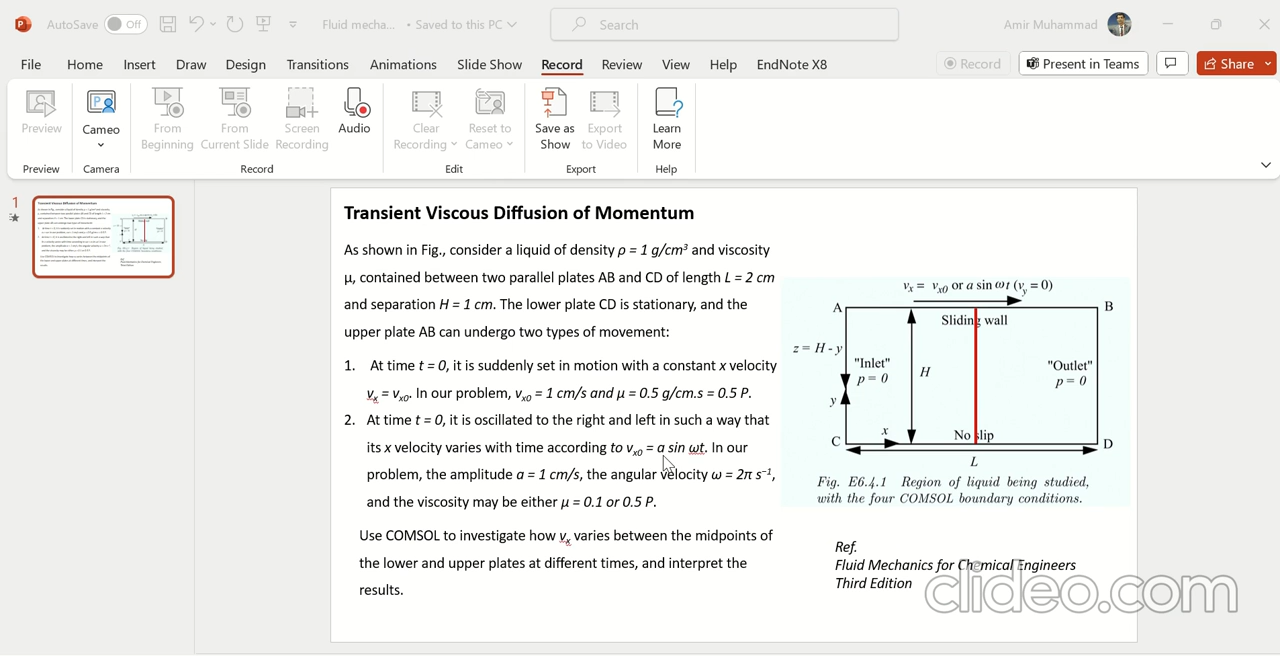 AutoSave Off Fluid mecha... • Saved to this PC Search Amir Muhammad
File Home Insert Draw Design Transitions Animations Slide Show Record Review View Help EndNote X8 Record Present in Teams Share
Preview Cameo From Beginning From Current Slide Screen Recording Audio Clear Recording Reset to Cameo Save as Show Export to Video Learn More
Preview Camera Record Edit Export Help
1
Transient Viscous Diffusion of Momentum
As shown in Fig., consider liquid of density ρ = 1 g/cm³ and viscosity
μ, contained between two parallel plates AB and CD of length L = 2 cm
and separation H = 1 cm. The lower plate CD is stationary, and the
upper plate AB can undergo two types of movement:
1. At time t = 0, it is suddenly set in motion with a constant x velocity
vx = vx0. In our problem, vx0 = 1 cm/s and μ = 0.5 g/cm.s = 0.5 P.
2. At time t = 0, it is oscillated to the right and left in such a way that
its x velocity varies with time according to vx0 = a sin ωt. In our
problem, the amplitude a = 1 cm/s, the angular velocity ω = 2π s⁻¹,
and the viscosity may be either μ = 0.1 or 0.5 P.
Use COMSOL to investigate how vx varies between the midpoints of
the lower and upper plates at different times, and interpret the
results.
vx = vx0 or a sin ωt (vy = 0)
A B
Sliding wall
z = H - y
"Inlet"
p = 0
H
"Outlet"
p = 0
y
x
No slip
C D
L
Fig. E6.4.1 Region of liquid being studied,
with the four COMSOL boundary conditions.
Ref.
Fluid Mechanics for Chemical Engineers
Third Edition
clideo.com